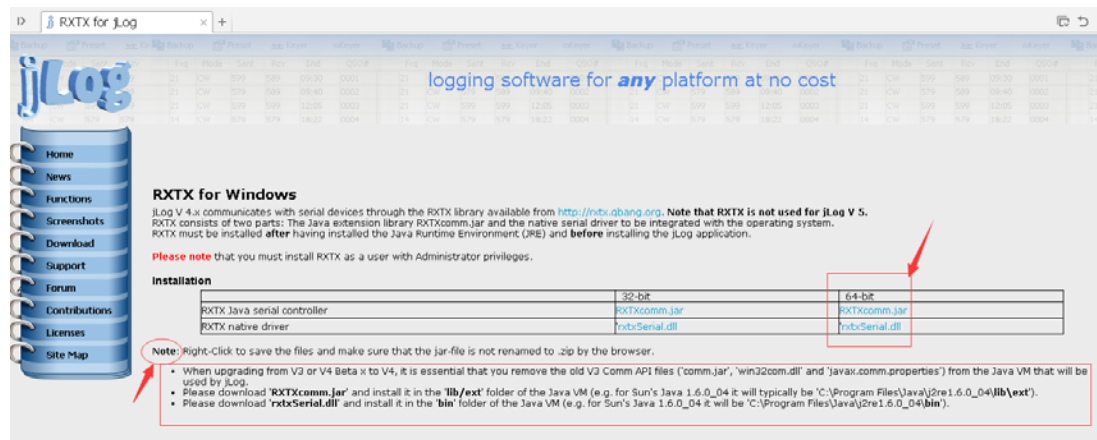 RXTX for jLog
jLog
logging software for any platform at no cost
Home
News
Functions
Screenshots
Download
Support
Forum
Contributions
Licenses
Site Map
RXTX for Windows
jLog V 4.x communicates with serial devices through the RXTX library available from http://rxtx.qbang.org. Note that RXTX is not used for jLog V 5.
RXTX consists of two parts: The Java extension library RXTXcomm.jar and the native serial driver to be integrated with the operating system.
RXTX must be installed after having installed the Java Runtime Environment (JRE) and before installing the jLog application.
Please note that you must install RXTX as a user with Administrator privileges.
Installation
32-bit 64-bit
RXTX Java serial controller RXTXcomm.jar RXTXcomm.jar
RXTX native driver 'rxtxSerial.dll 'rxtxSerial.dll
Note: Right-Click to save the files and make sure that the jar-file is not renamed to .zip by the browser.
• When upgrading from V3 or V4 Beta x to V4, it is essential that you remove the old V3 Comm API files ('comm.jar', 'win32com.dll' and 'javax.comm.properties') from the Java VM that will be
used by jLog.
• Please download 'RXTXcomm.jar' and install it in the 'lib/ext' folder of the Java VM (e.g. for Sun's Java 1.6.0_04 it will typically be 'C:\Program Files\Java\j2re1.6.0_04\lib\ext').
• Please download 'rxtxSerial.dll' and install it in the 'bin' folder of the Java VM (e.g. for Sun's Java 1.6.0_04 it will be 'C:\Program Files\Java\j2re1.6.0_04\bin').